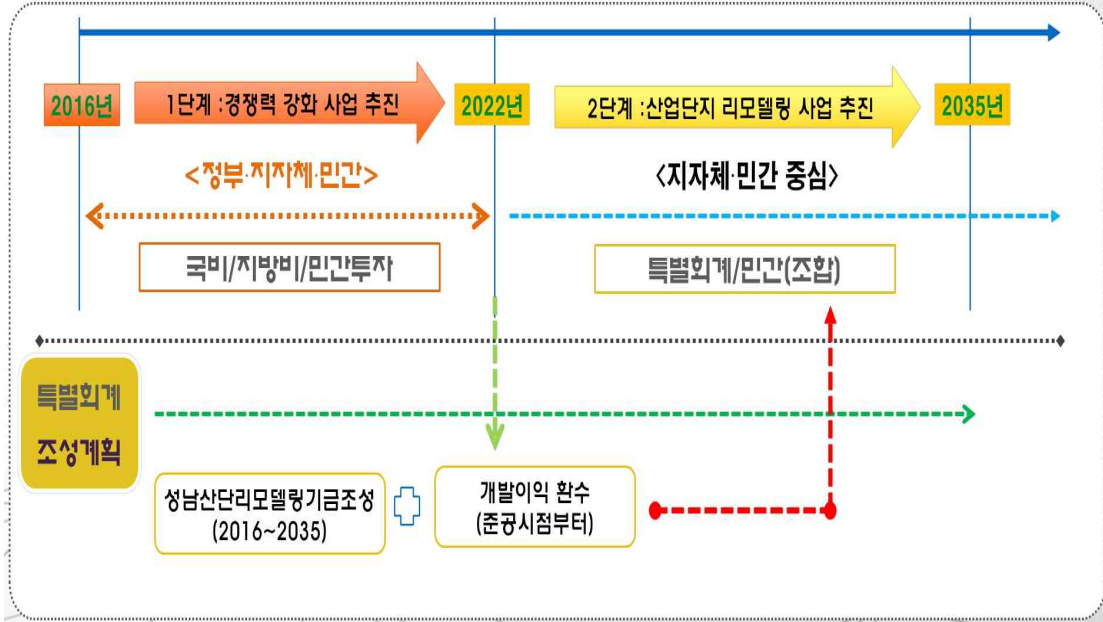 2016년
1단계 :경쟁력 강화 사업 추진
2022년
2단계 :산업단지 리모델링 사업 추진
2035년
<정부·지자체·민간>
<지자체·민간 중심>
국비/지방비/민간투자
특별회계/민간(조합)
특별회계
조성계획
성남산단리모델링기금조성
(2016~2035)
개발이익 환수
(준공시점부터)